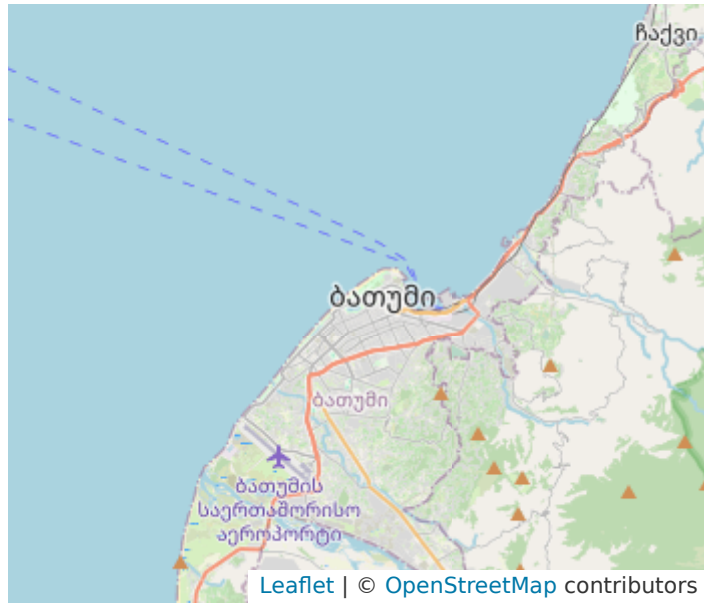 ჩაქვი
ბათუმი
ბათუმი
ბათუმის
საერთაშორისო
აეროპორტი
Leaflet | © OpenStreetMap contributors